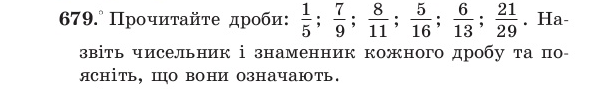 679.° Прочитайте дроби: 1/5; 7/9; 8/11; 5/16; 6/13; 21/29. На-
звіть чисельник і знаменник кожного дробу та по-
ясніть, що вони означають.